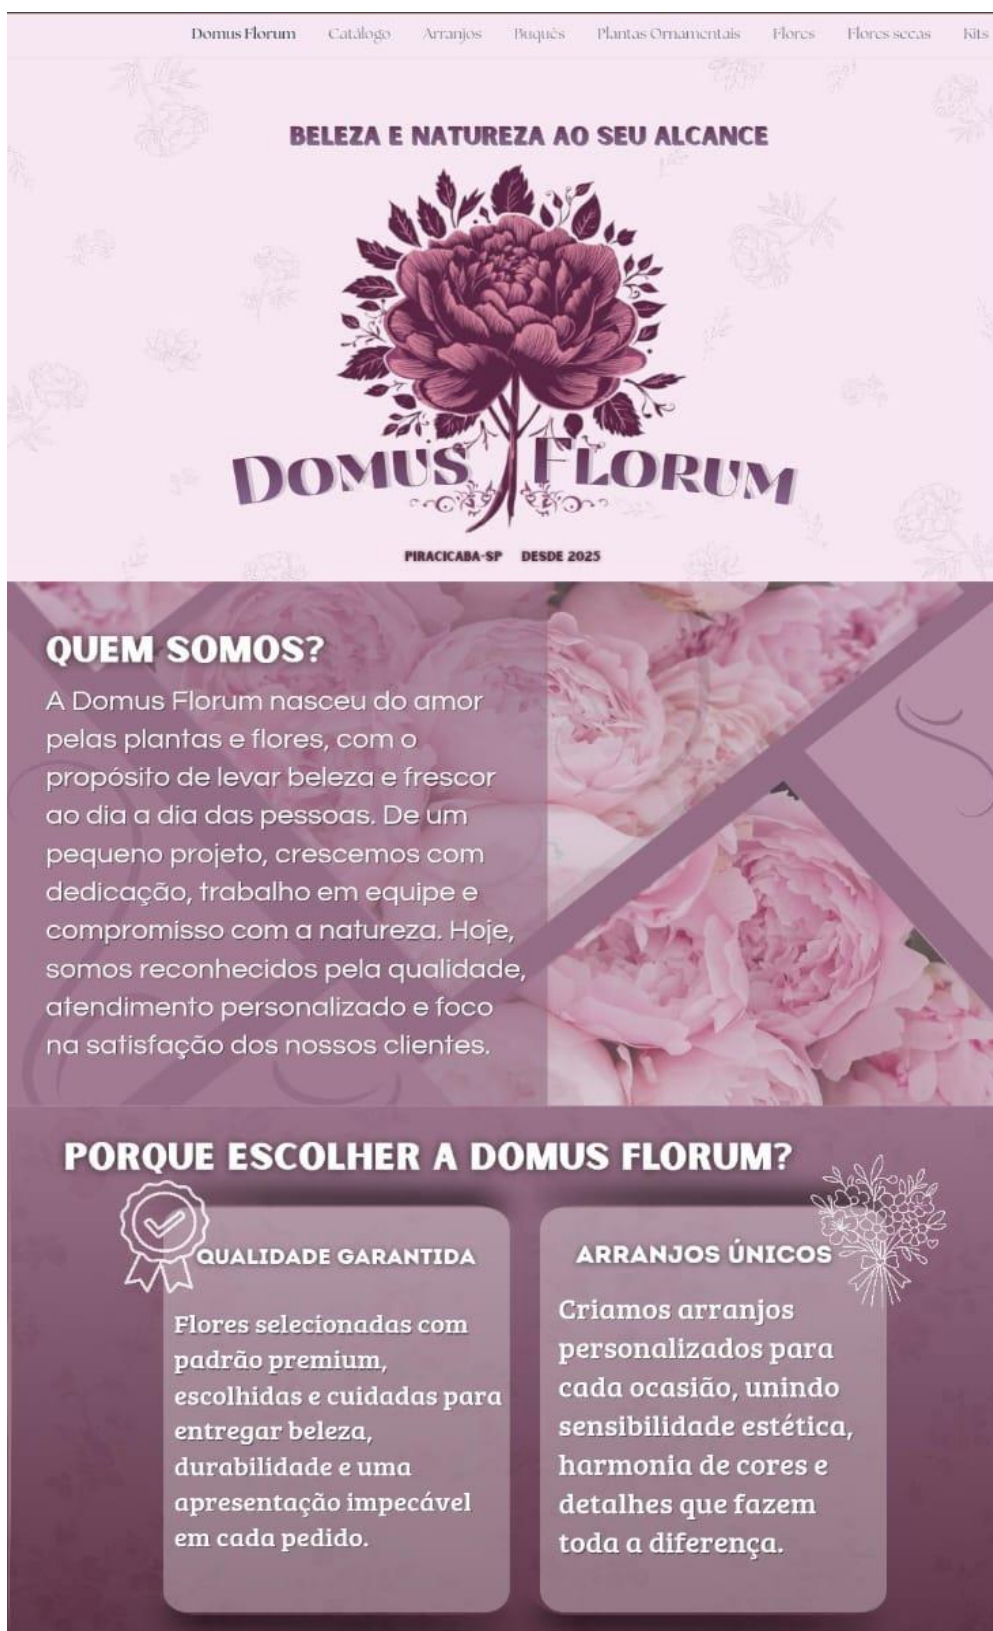 Domus Florum Catálogo Arranjos Buquês Plantas Ornamentais Flores Flores secas Kits
BELEZA E NATUREZA AO SEU ALCANCE
DOMUS FLORUM
PIRACICABA-SP DESDE 2025
QUEM SOMOS?
A Domus Florum nasceu do amor
pelas plantas e flores, com o
propósito de levar beleza e frescor
ao dia a dia das pessoas. De um
pequeno projeto, crescemos com
dedicação, trabalho em equipe e
compromisso com a natureza. Hoje,
somos reconhecidos pela qualidade,
atendimento personalizado e foco
na satisfação dos nossos clientes.
PORQUE ESCOLHER A DOMUS FLORUM?
QUALIDADE GARANTIDA
Flores selecionadas com
padrão premium,
escolhidas e cuidadas para
entregar beleza,
durabilidade e uma
apresentação impecável
em cada pedido.
ARRANJOS ÚNICOS
Criamos arranjos
personalizados para
cada ocasião, unindo
sensibilidade estética,
harmonia de cores e
detalhes que fazem
toda a diferença.